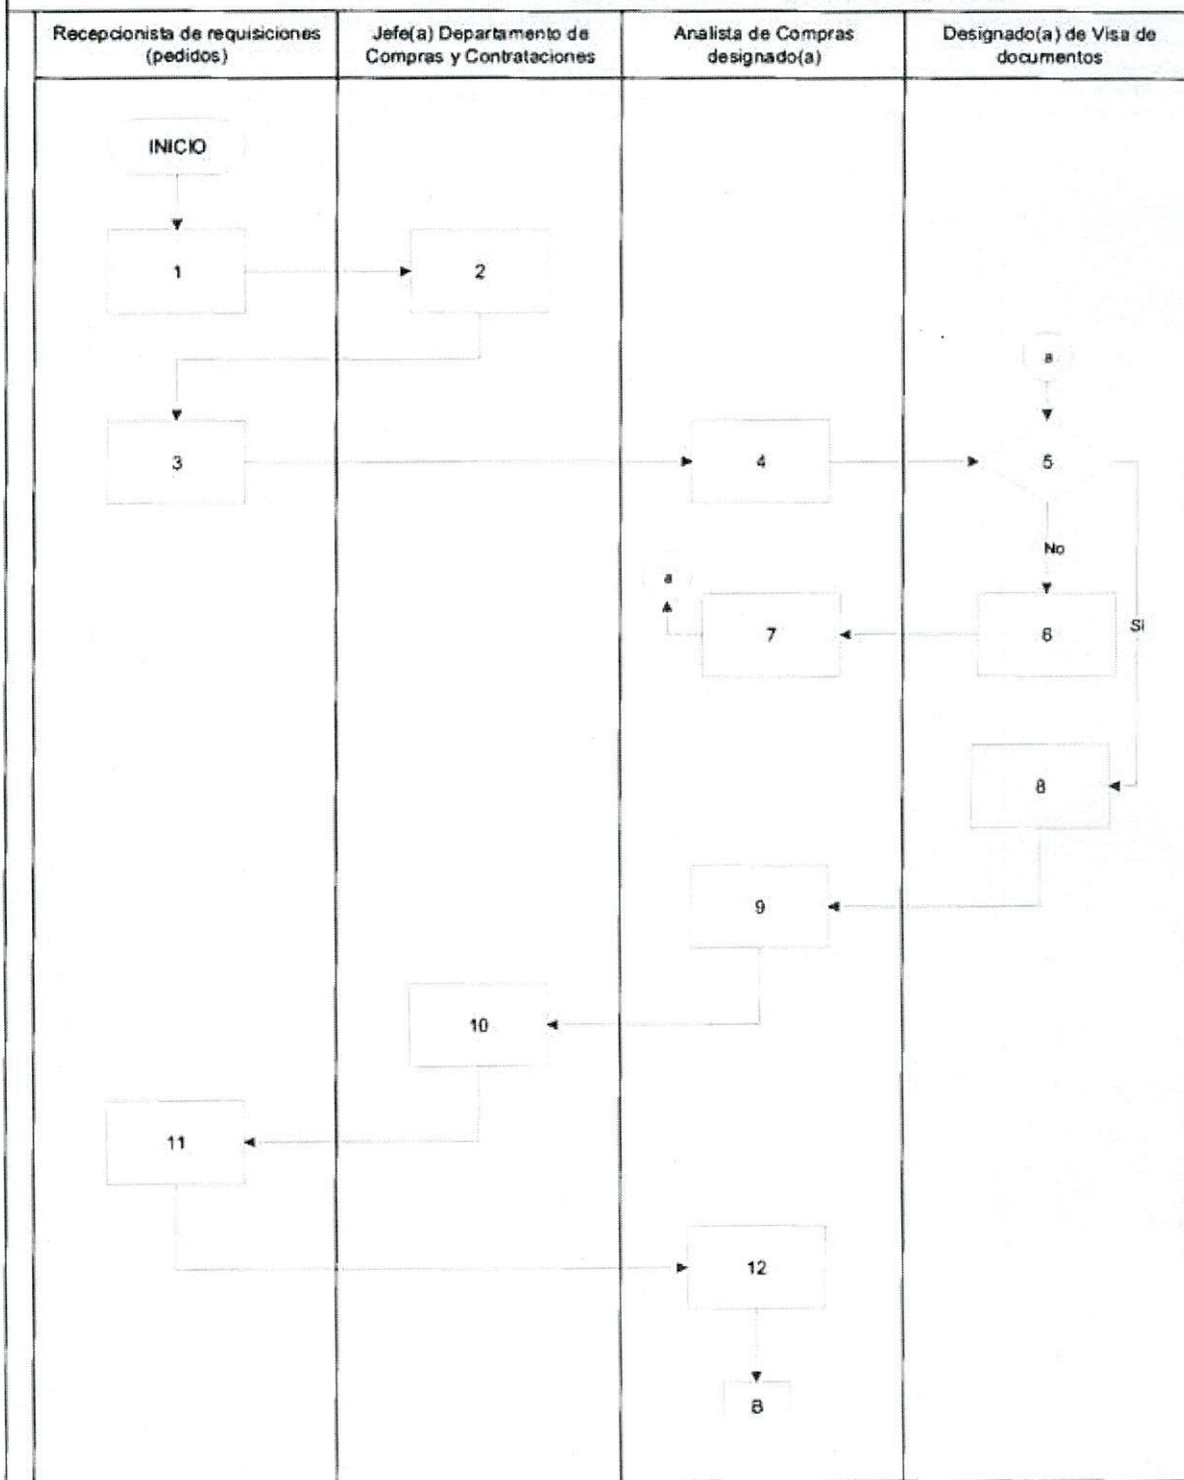 Recepcionista de requisiciones
(pedidos)
Jefe(a) Departamento de
Compras y Contrataciones
Analista de Compras
designado(a)
Designado(a) de Visa de
documentos
INICIO
1
2
a
3
4
5
No
a
7
6
Si
8
9
10
11
12
B